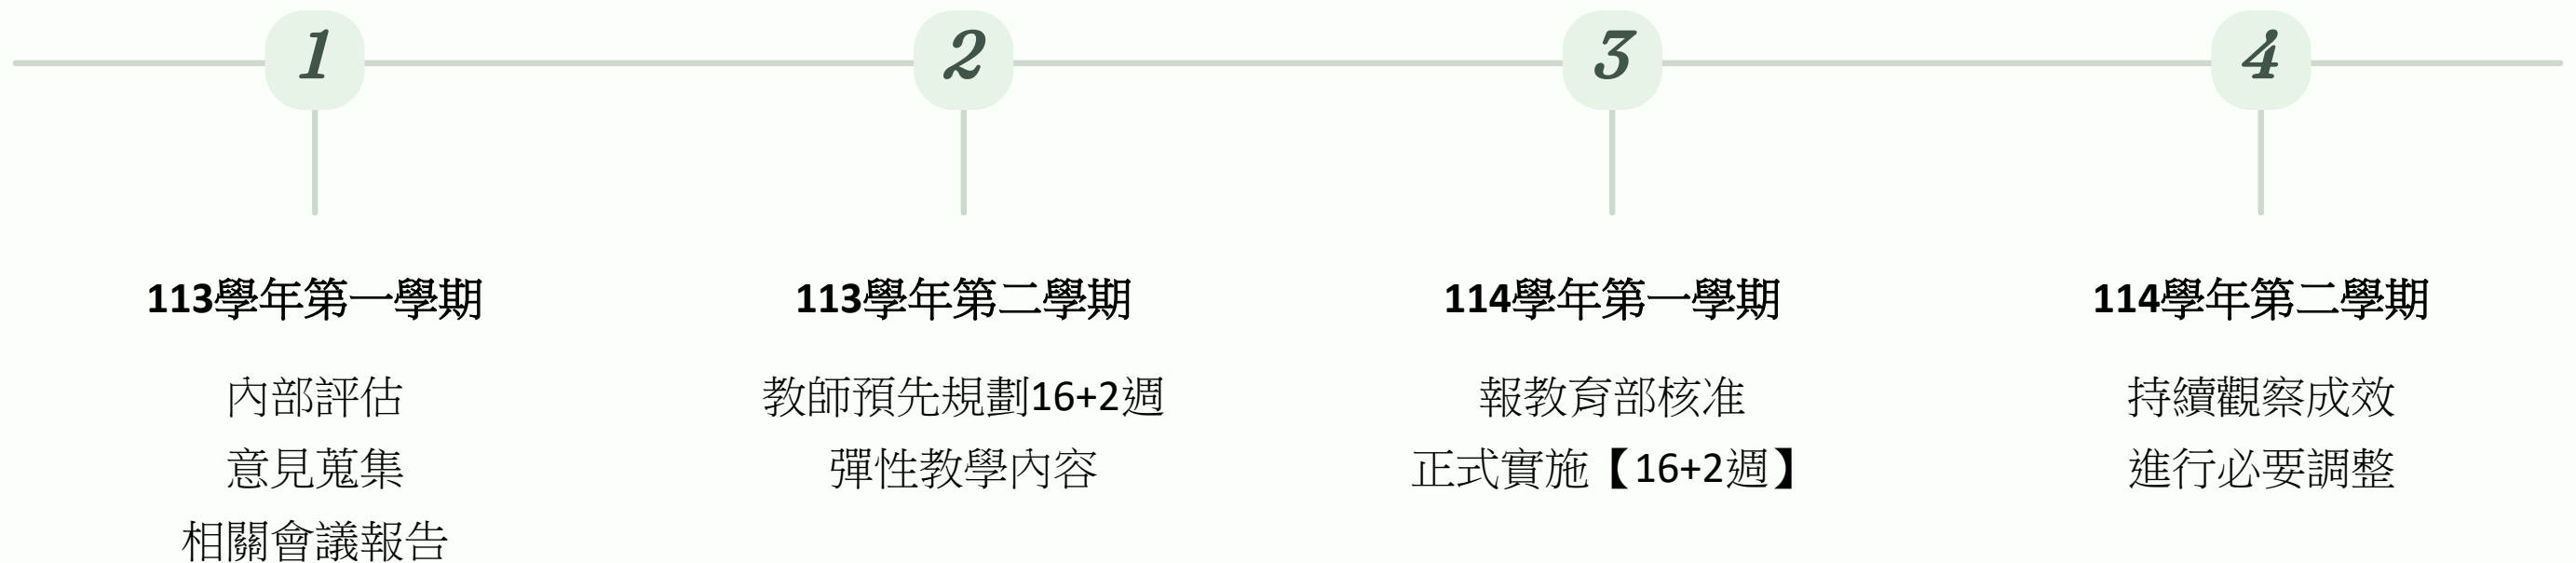 1
2
3
4
113學年第一學期
內部評估
意見蒐集
相關會議報告
113學年第二學期
教師預先規劃16+2週
彈性教學內容
114學年第一學期
報教育部核准
正式實施【16+2週】
114學年第二學期
持續觀察成效
進行必要調整